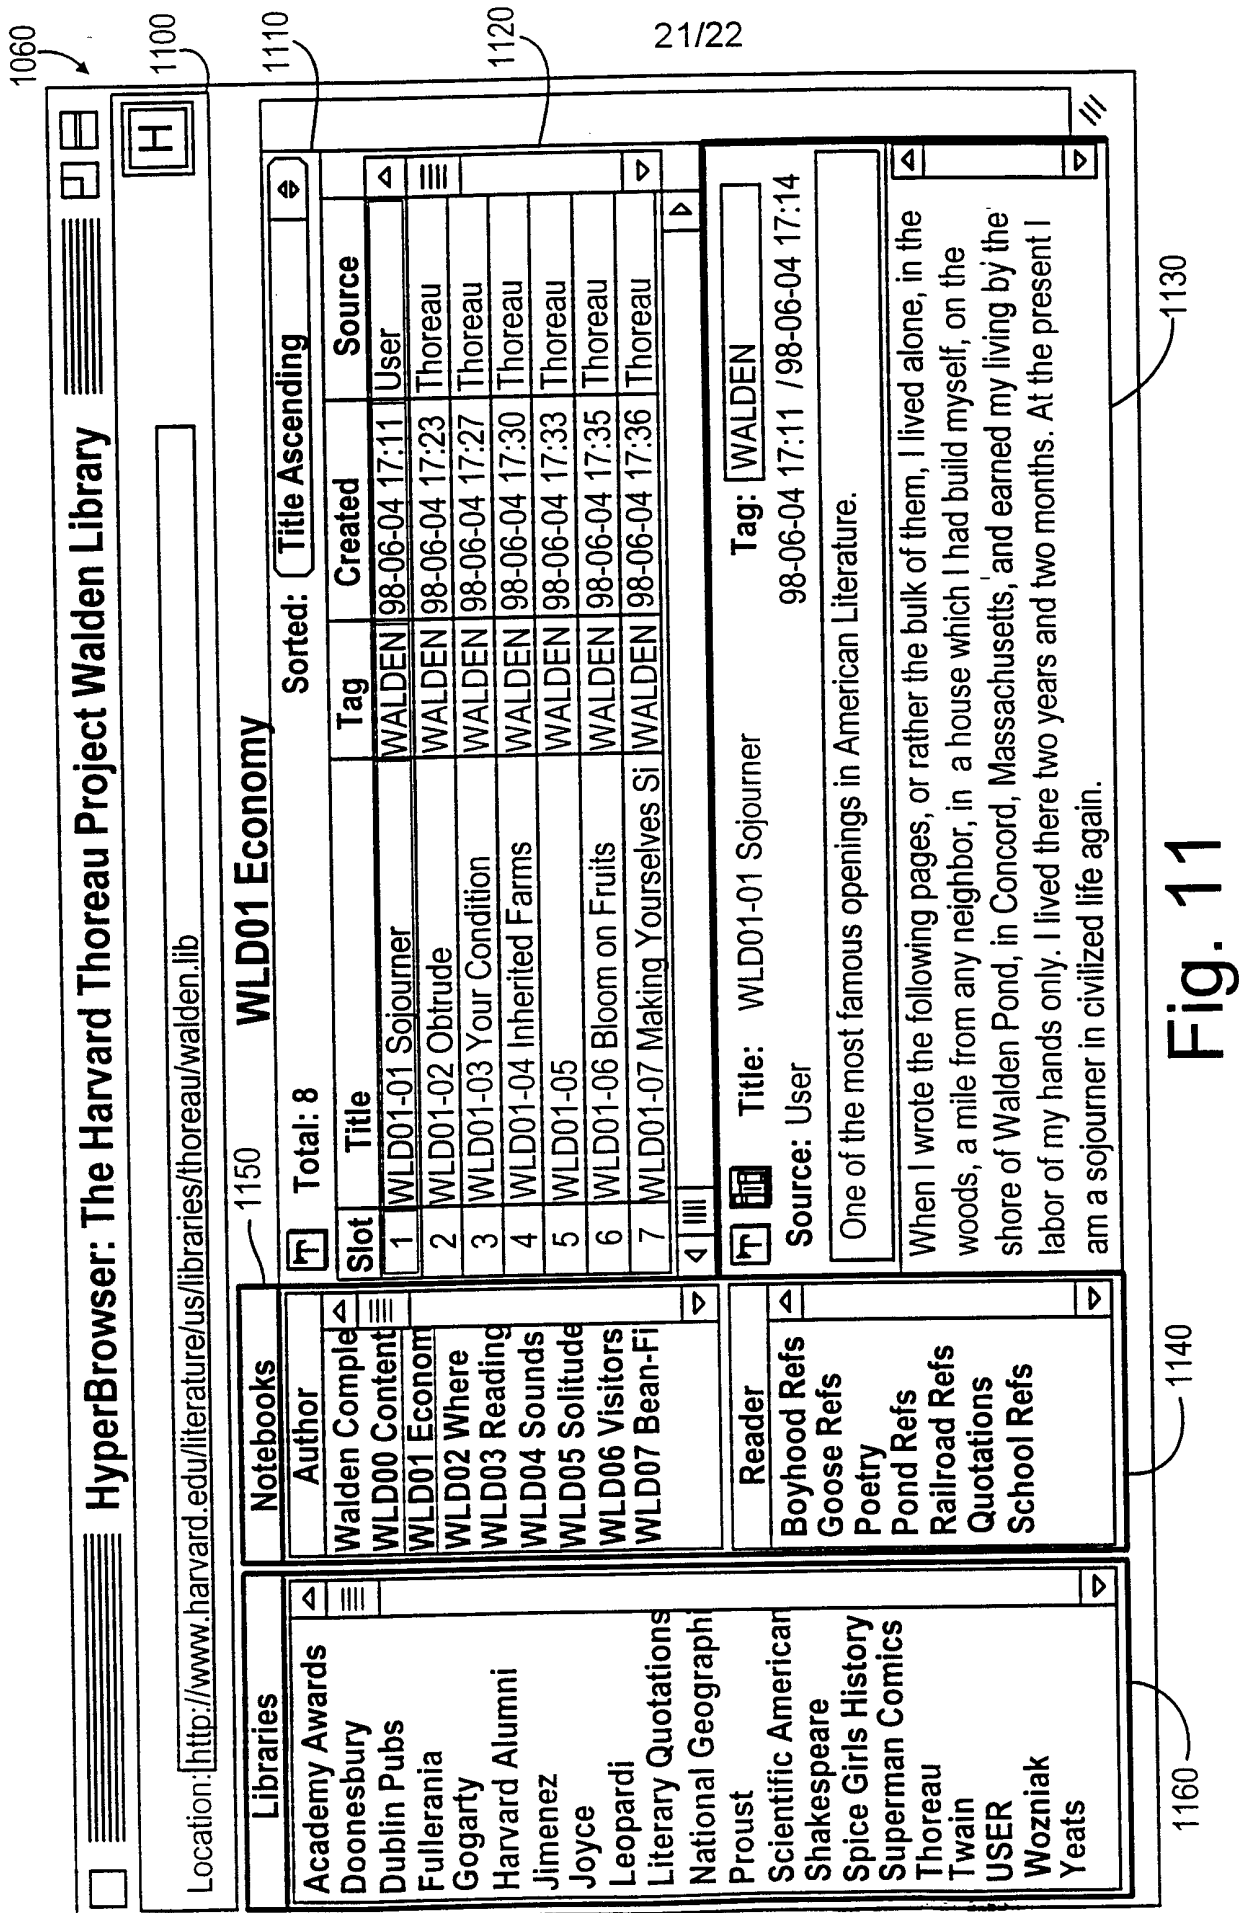 21/22
1060
HyperBrowser: The Harvard Thoreau Project Walden Library
1100
H
Location: http://www.harvard.edu/literature/us/libraries/thoreau/walden.lib
1110
1120
Libraries
Academy Awards
Doonesbury
Dublin Pubs
Fullerania
Gogarty
Harvard Alumni
Jimenez
Joyce
Leopardi
Literary Quotations
National Geographi
Proust
Scientific American
Shakespeare
Spice Girls History
Superman Comics
Thoreau
Twain
USER
Wozniak
Yeats
1160
Notebooks
1150
Author
Walden Comple
WLD00 Content
WLD01 Econom
WLD02 Where
WLD03 Reading
WLD04 Sounds
WLD05 Solitude
WLD06 Visitors
WLD07 Bean-Fi
Reader
Boyhood Refs
Goose Refs
Poetry
Pond Refs
Railroad Refs
Quotations
School Refs
1140
WLD01 Economy
Total: 8 Sorted: Title Ascending
Slot Title Tag Created Source
1 WLD01-01 Sojourner WALDEN 98-06-04 17:11 User
2 WLD01-02 Obtrude WALDEN 98-06-04 17:23 Thoreau
3 WLD01-03 Your Condition WALDEN 98-06-04 17:27 Thoreau
4 WLD01-04 Inherited Farms WALDEN 98-06-04 17:30 Thoreau
5 WLD01-05 WALDEN 98-06-04 17:33 Thoreau
6 WLD01-06 Bloom on Fruits WALDEN 98-06-04 17:35 Thoreau
7 WLD01-07 Making Yourselves Si WALDEN 98-06-04 17:36 Thoreau
Title: WLD01-01 Sojourner Tag: WALDEN
Source: User 98-06-04 17:11 / 98-06-04 17:14
One of the most famous openings in American Literature.
When I wrote the following pages, or rather the bulk of them, I lived alone, in the
woods, a mile from any neighbor, in a house which I had build myself, on the
shore of Walden Pond, in Concord, Massachusetts, and earned my living by the
labor of my hands only. I lived there two years and two months. At the present I
am a sojourner in civilized life again.
1130
Fig. 11